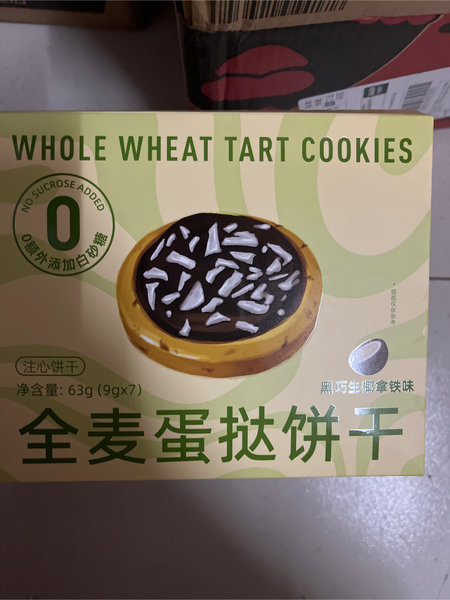 WHOLE WHEAT TART COOKIES
NO SUCROSE ADDED
0
0额外添加白砂糖
注心饼干
净含量: 63g (9gx7)
黑巧生椰拿铁味
全麦蛋挞饼干